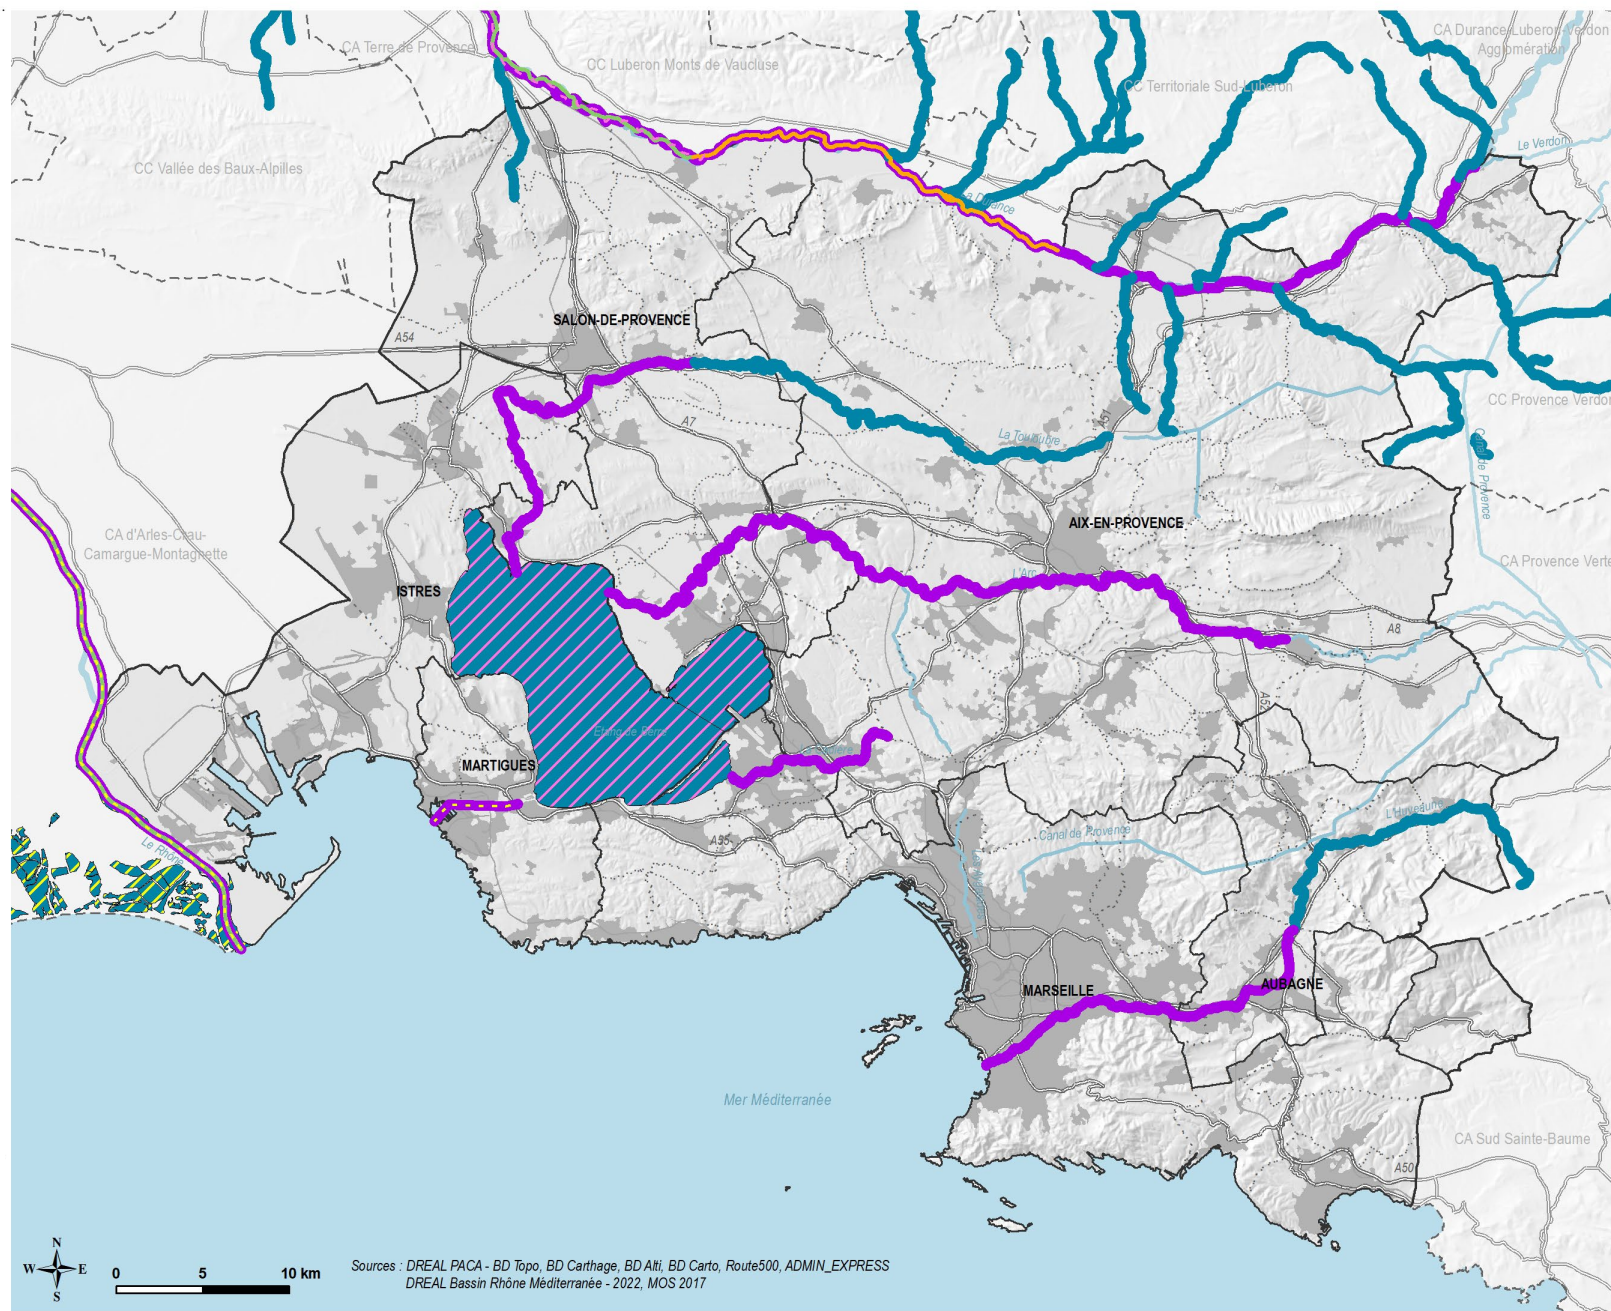 CA Terre de Provence
CC Luberon Monts de Vaucluse
CA Durance-Luberon-Verdon
Agglomération
CC Territoriale Sud-Luberon
Le Verdon
CC Vallée des Baux-Alpilles
La Durance
SALON-DE-PROVENCE
A54
CC Provence Verdon
A7
A51
La Touloubre
Canal de Provence
AIX-EN-PROVENCE
CA d'Arles-Crau-
Camargue-Montagnette
CA Provence Verte
L'Arc
ISTRES
A8
A52
Etang de Berre
MARTIGUES
A55
Le Rhône
Canal de Provence
L'Huveaune
AUBAGNE
MARSEILLE
Mer Méditerranée
CA Sud Sainte-Baume
A50
N
W E
S
0 5 10 km
Sources : DREAL PACA - BD Topo, BD Carthage, BD Alti, BD Carto, Route500, ADMIN_EXPRESS
DREAL Bassin Rhône Méditerranée - 2022, MOS 2017